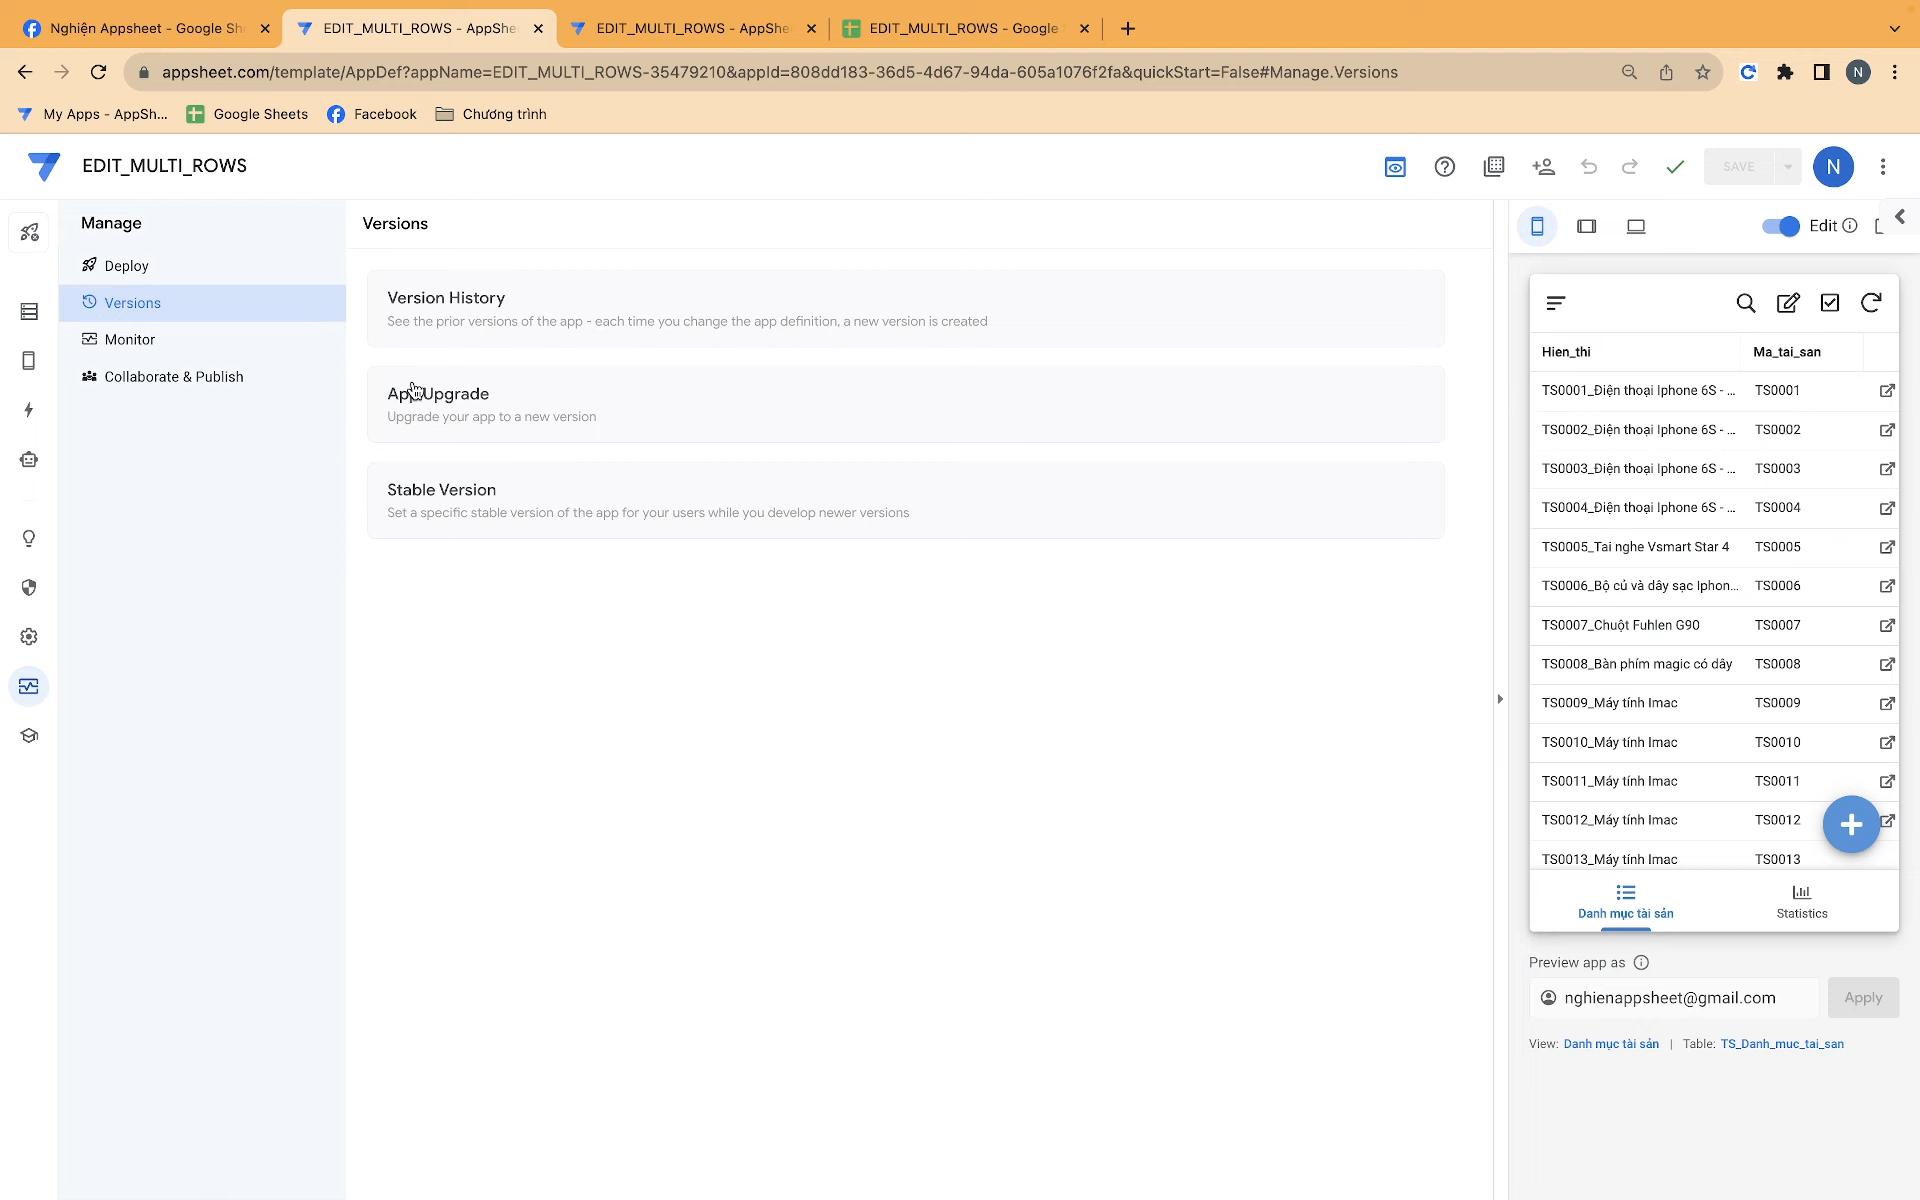 Nghiện Appsheet - Google Sh
EDIT_MULTI_ROWS - AppShe
EDIT_MULTI_ROWS - AppShe
EDIT_MULTI_ROWS - Google
appsheet.com/template/AppDef?appName=EDIT_MULTI_ROWS-35479210&appId=808dd183-36d5-4d67-94da-605a1076f2fa&quickStart=False#Manage.Versions
N
My Apps - AppSh...
Google Sheets
Facebook
Chương trình
EDIT_MULTI_ROWS
SAVE
N
Manage
Deploy
Versions
Monitor
Collaborate & Publish
Versions
Version History
See the prior versions of the app - each time you change the app definition, a new version is created
App Upgrade
Upgrade your app to a new version
Stable Version
Set a specific stable version of the app for your users while you develop newer versions
Edit
Hien_thi Ma_tai_san
TS0001_Điện thoại Iphone 6S - ... TS0001
TS0002_Điện thoại Iphone 6S - ... TS0002
TS0003_Điện thoại Iphone 6S - ... TS0003
TS0004_Điện thoại Iphone 6S - ... TS0004
TS0005_Tai nghe Vsmart Star 4 TS0005
TS0006_Bộ củ và dây sạc Iphon... TS0006
TS0007_Chuột Fuhlen G90 TS0007
TS0008_Bàn phím magic có dây TS0008
TS0009_Máy tính Imac TS0009
TS0010_Máy tính Imac TS0010
TS0011_Máy tính Imac TS0011
TS0012_Máy tính Imac TS0012
TS0013_Máy tính Imac TS0013
Danh mục tài sản
Statistics
Preview app as
nghienappsheet@gmail.com
Apply
View: Danh mục tài sản | Table: TS_Danh_muc_tai_san